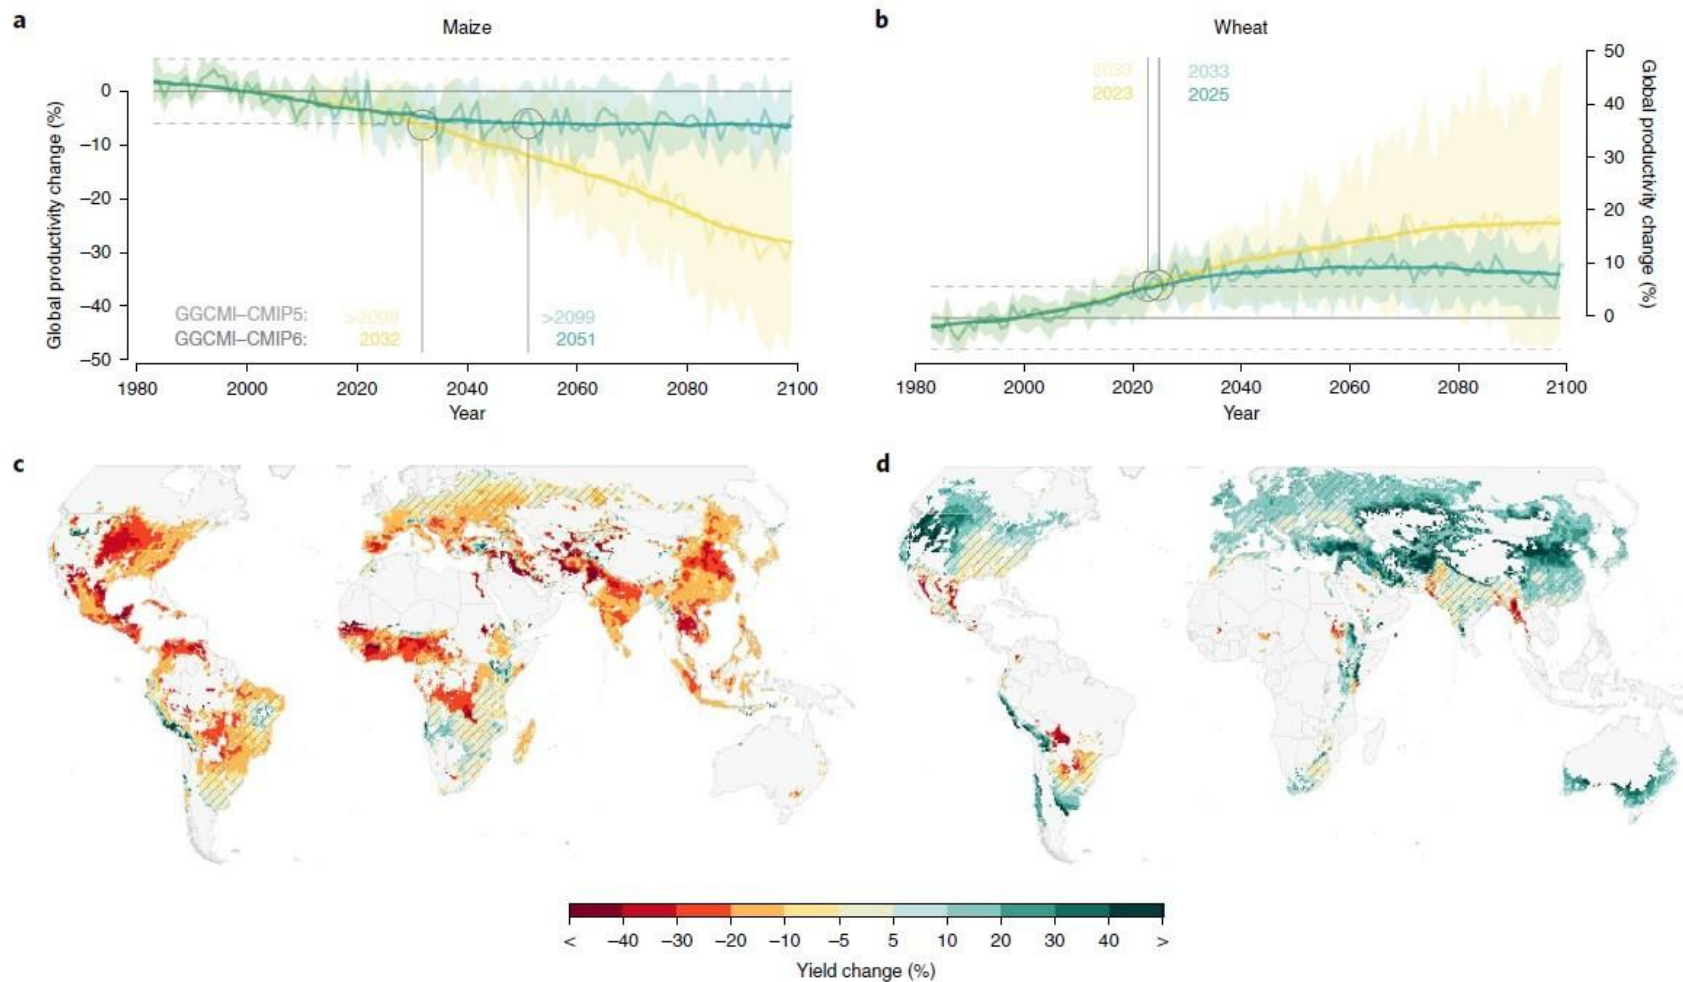 a
Maize
Global productivity change (%)
0
–10
–20
–30
–40
–50
GGCMI–CMIP5: >2099 >2099
GGCMI–CMIP6: 2032 2051
1980 2000 2020 2040 2060 2080 2100
Year
b
Wheat
2033 2033
2023 2025
50
40
30
20
10
0
Global productivity change (%)
1980 2000 2020 2040 2060 2080 2100
Year
c
d
< –40 –30 –20 –10 –5 5 10 20 30 40 >
Yield change (%)